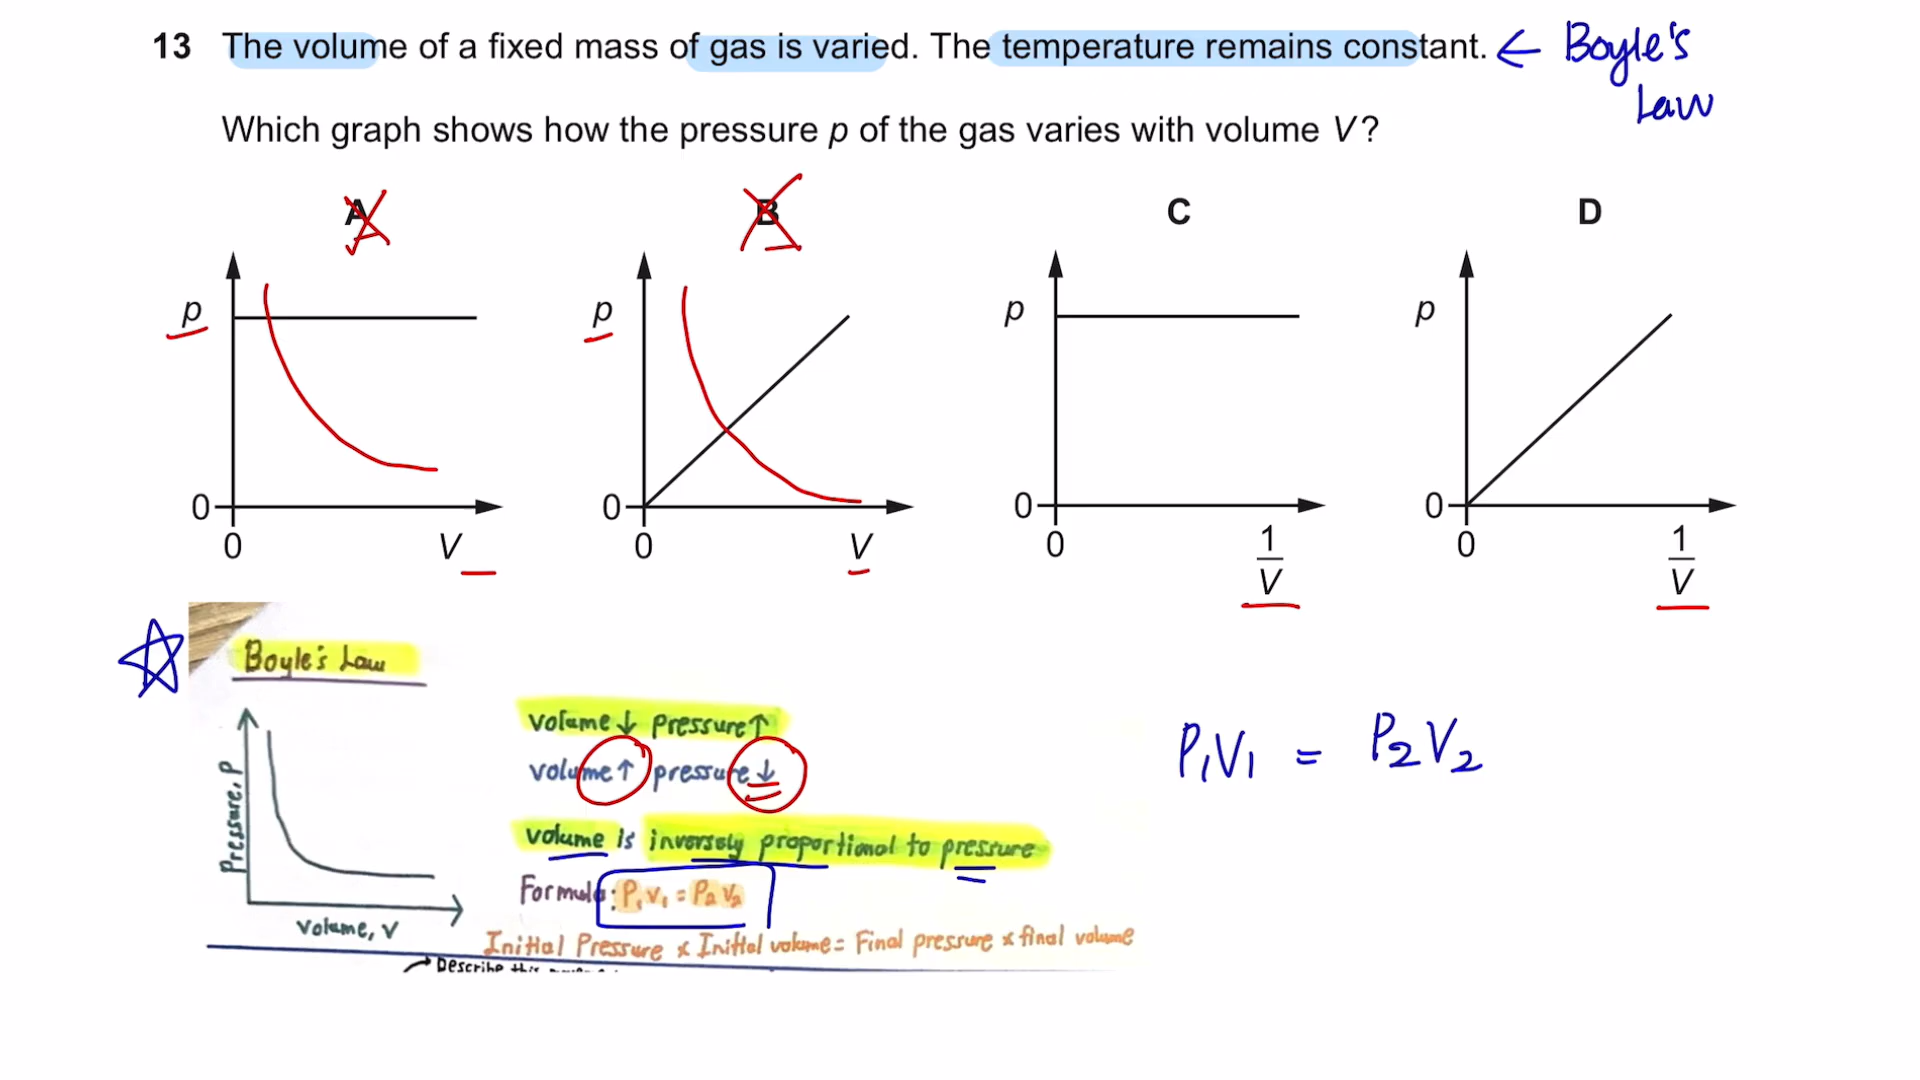 13 The volume of a fixed mass of gas is varied. The temperature remains constant. ← Boyle's Law
Which graph shows how the pressure p of the gas varies with volume V?
A B C D
p p p p
0 0 0 0
0 V 0 V 0 1/V 0 1/V
Boyle's Law
volume ↓ pressure ↑
volume ↑ pressure ↓
volume is inversely proportional to pressure
Formula: P₁V₁ = P₂V₂
Initial Pressure x Initial volume = Final pressure x final volume
Pressure, P
volume, V
Describe this
P₁V₁ = P₂V₂